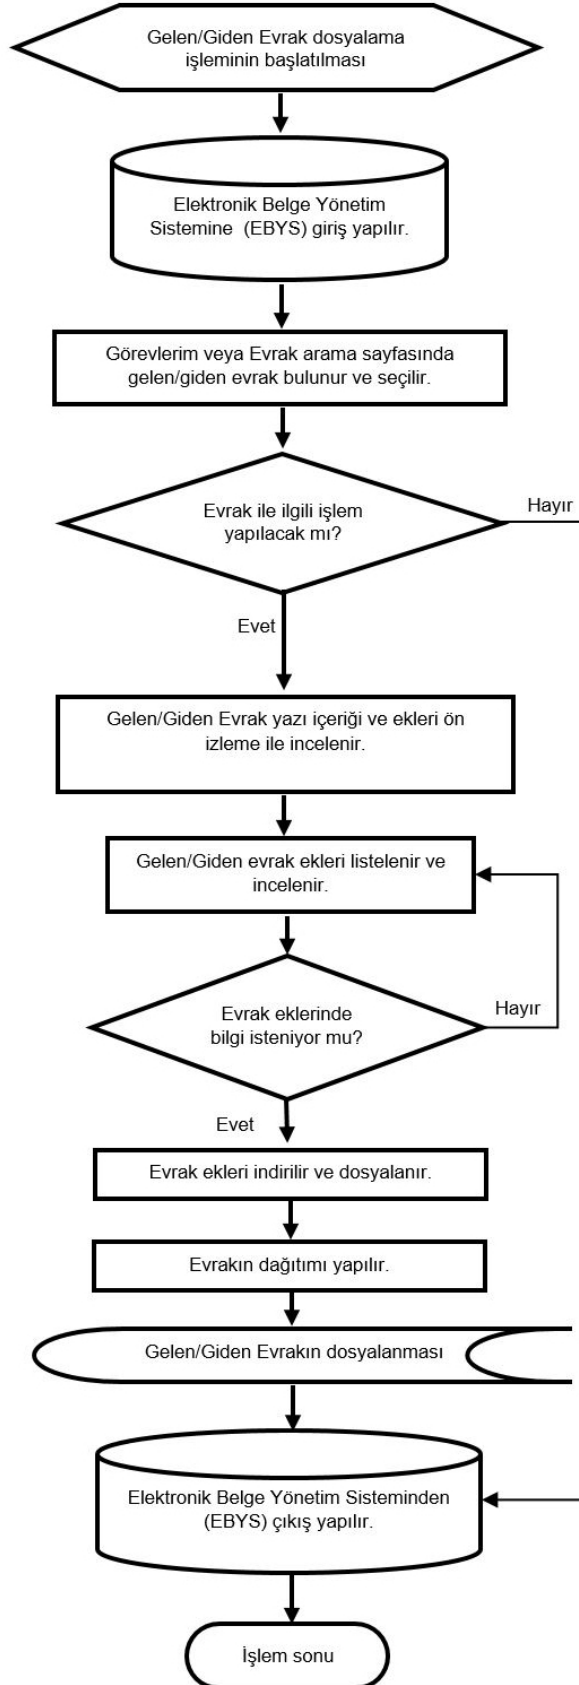 Gelen/Giden Evrak dosyalama
işleminin başlatılması
Elektronik Belge Yönetim
Sistemine (EBYS) giriş yapılır.
Görevlerim veya Evrak arama sayfasında
gelen/giden evrak bulunur ve seçilir.
Evrak ile ilgili işlem
yapılacak mı?
Hayır
Evet
Gelen/Giden Evrak yazı içeriği ve ekleri ön
izleme ile incelenir.
Gelen/Giden evrak ekleri listelenir ve
incelenir.
Evrak eklerinde
bilgi isteniyor mu?
Hayır
Evet
Evrak ekleri indirilir ve dosyalanır.
Evrakın dağıtımı yapılır.
Gelen/Giden Evrakın dosyalanması
Elektronik Belge Yönetim Sisteminden
(EBYS) çıkış yapılır.
İşlem sonu